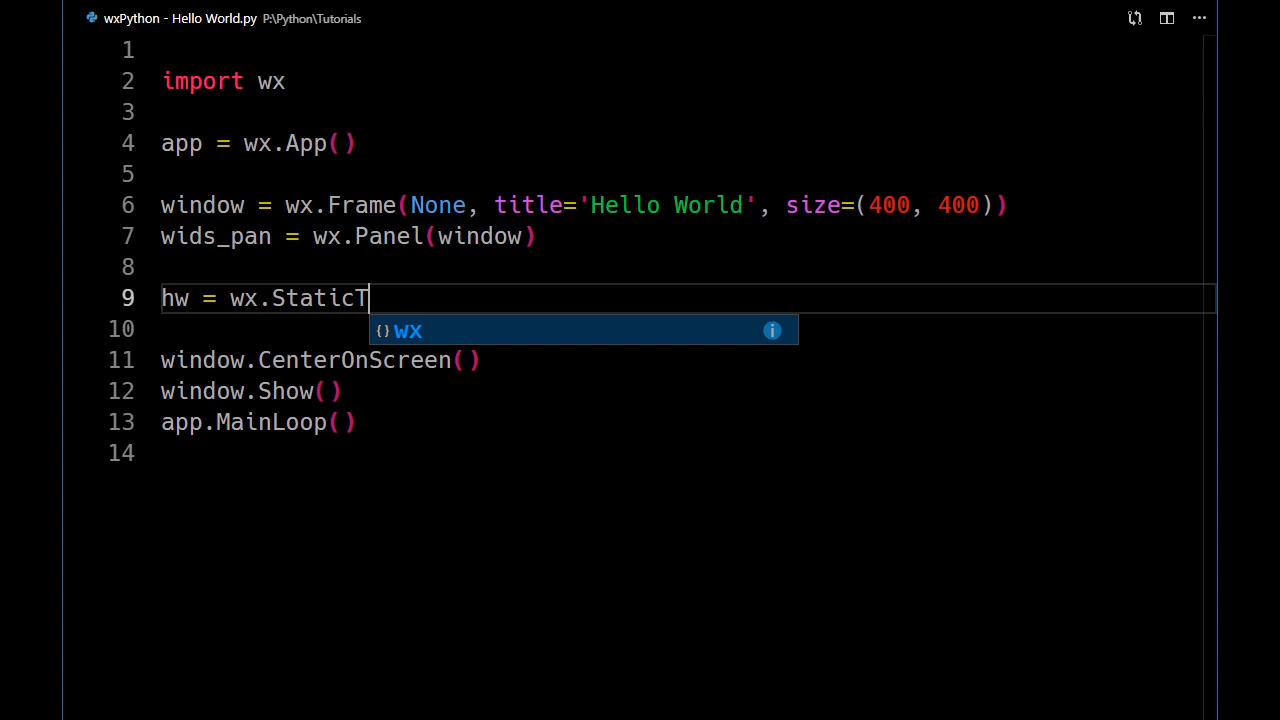 wxPython - Hello World.py P:\Python\Tutorials
1
2 import wx
3
4 app = wx.App()
5
6 window = wx.Frame(None, title='Hello World', size=(400, 400))
7 wids_pan = wx.Panel(window)
8
9 hw = wx.StaticT
{} wx i
10
11 window.CenterOnScreen()
12 window.Show()
13 app.MainLoop()
14